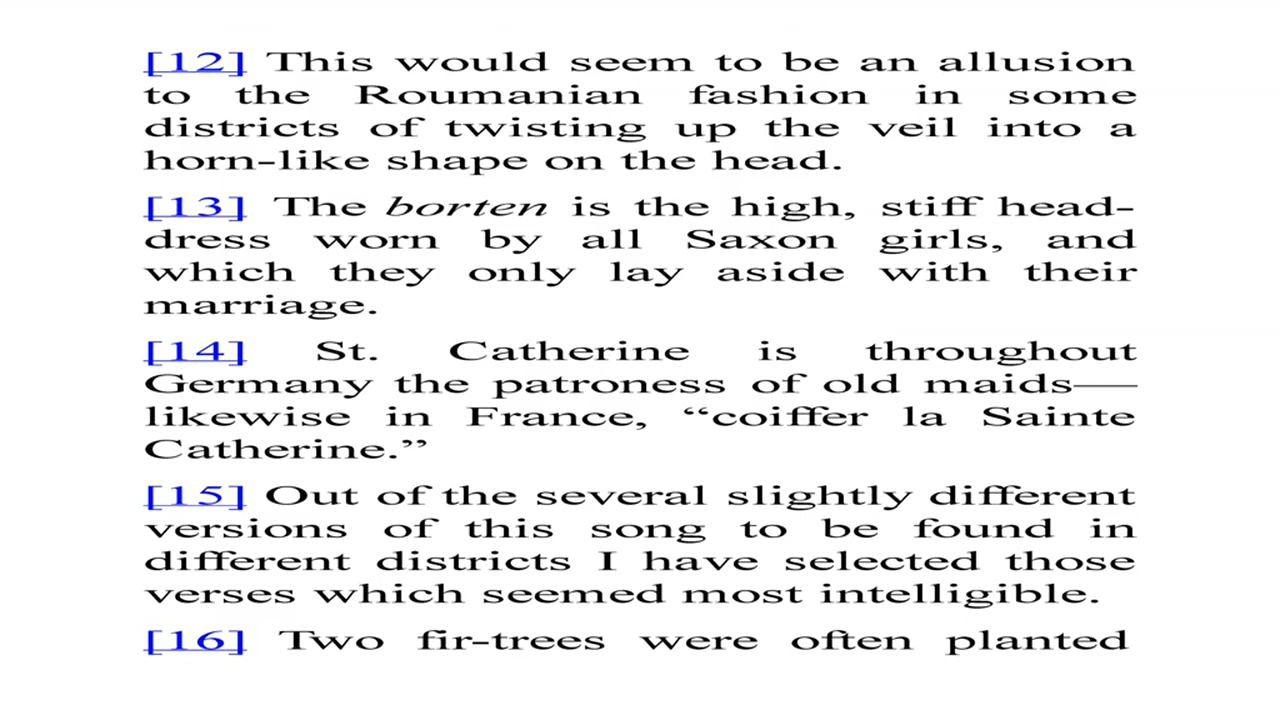 [12] This would seem to be an allusion
to the Roumanian fashion in some
districts of twisting up the veil into a
horn-like shape on the head.
[13] The borten is the high, stiff head-
dress worn by all Saxon girls, and
which they only lay aside with their
marriage.
[14] St. Catherine is throughout
Germany the patroness of old maids—
likewise in France, “coiffer la Sainte
Catherine.”
[15] Out of the several slightly different
versions of this song to be found in
different districts I have selected those
verses which seemed most intelligible.
[16] Two fir-trees were often planted